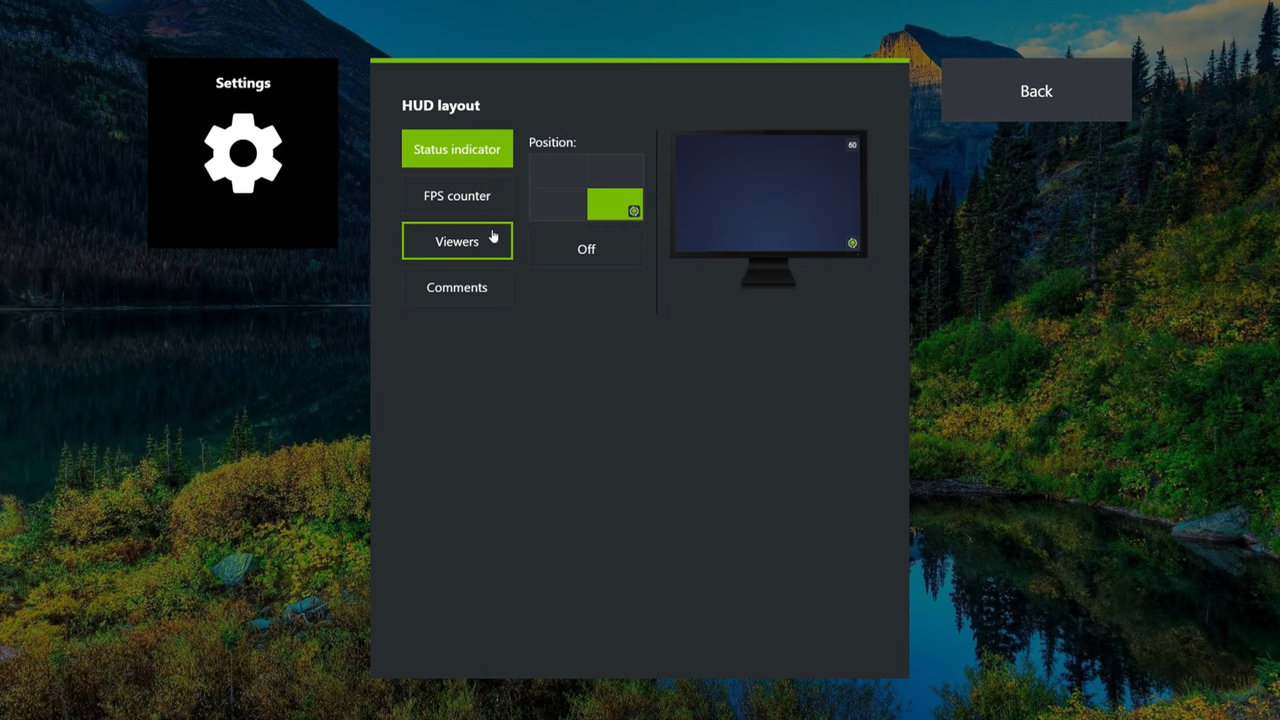 Settings
Back
HUD layout
Status indicator
Position:
FPS counter
Viewers
Off
Comments
60